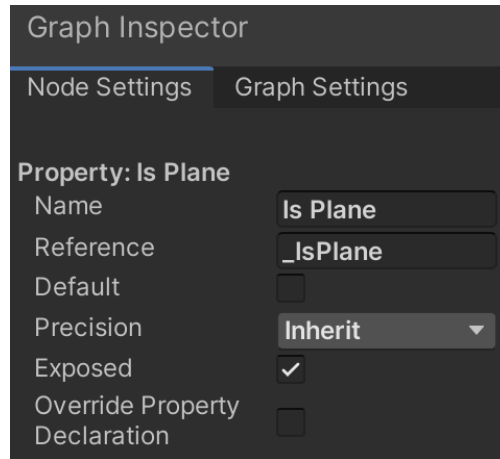 Graph Inspector
Node Settings Graph Settings
Property: Is Plane
Name Is Plane
Reference _IsPlane
Default
Precision Inherit
Exposed
Override Property
Declaration